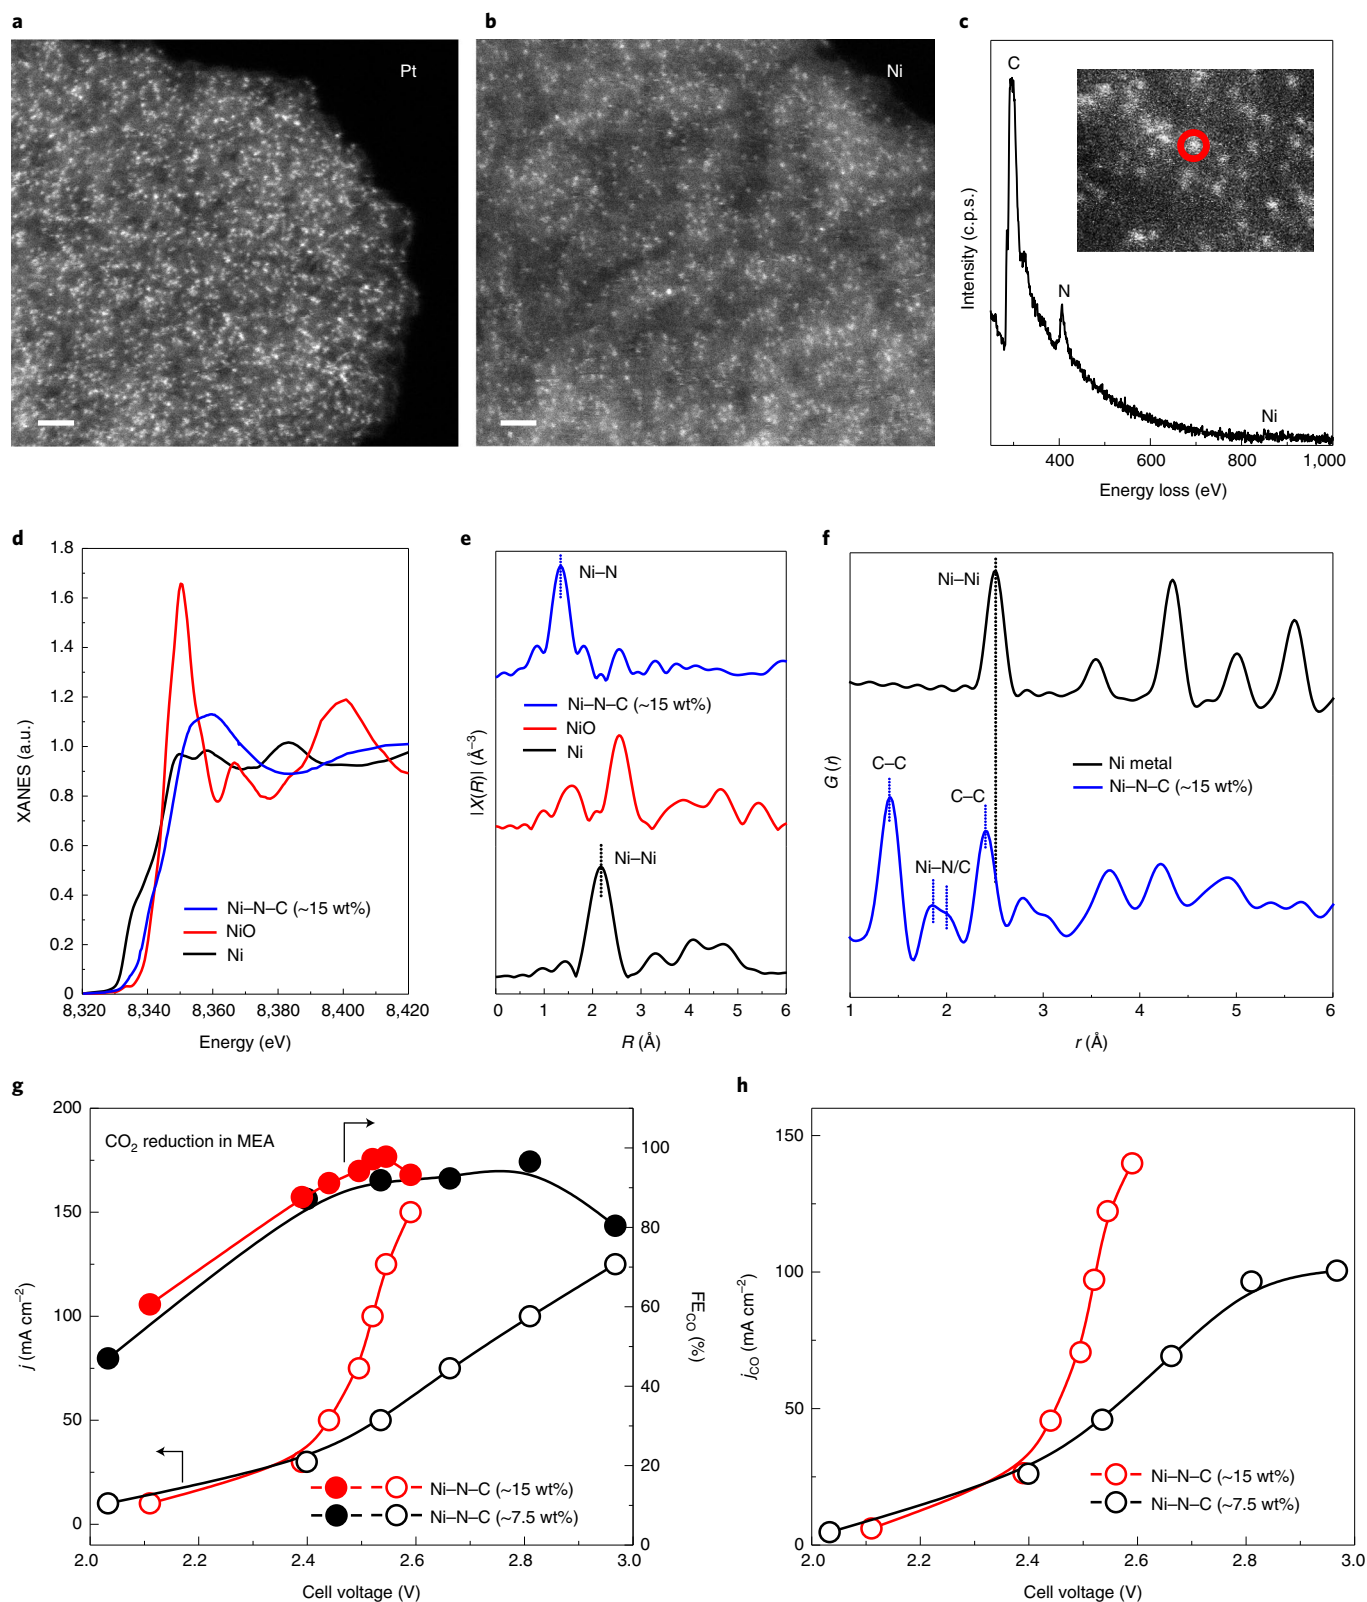 a
b
c
Pt
Ni
C
N
Ni
Intensity (c.p.s.)
400 600 800 1,000
Energy loss (eV)
d
e
f
1.8
1.6
1.4
1.2
1.0
0.8
0.6
0.4
0.2
0
XANES (a.u.)
Ni–N–C (~15 wt%)
NiO
Ni
8,320 8,340 8,360 8,380 8,400 8,420
Energy (eV)
Ni–N
Ni–N–C (~15 wt%)
NiO
Ni
Ni–Ni
|X(R)| (Å−3)
0 1 2 3 4 5 6
R (Å)
Ni–Ni
Ni metal
Ni–N–C (~15 wt%)
C–C
C–C
Ni–N/C
G (r)
1 2 3 4 5 6
r (Å)
g
h
200
150
100
50
0
j (mA cm−2)
CO2 reduction in MEA
100
80
60
40
20
0
FECO (%)
Ni–N–C (~15 wt%)
Ni–N–C (~7.5 wt%)
2.0 2.2 2.4 2.6 2.8 3.0
Cell voltage (V)
150
100
50
0
jCO (mA cm−2)
Ni–N–C (~15 wt%)
Ni–N–C (~7.5 wt%)
2.0 2.2 2.4 2.6 2.8 3.0
Cell voltage (V)